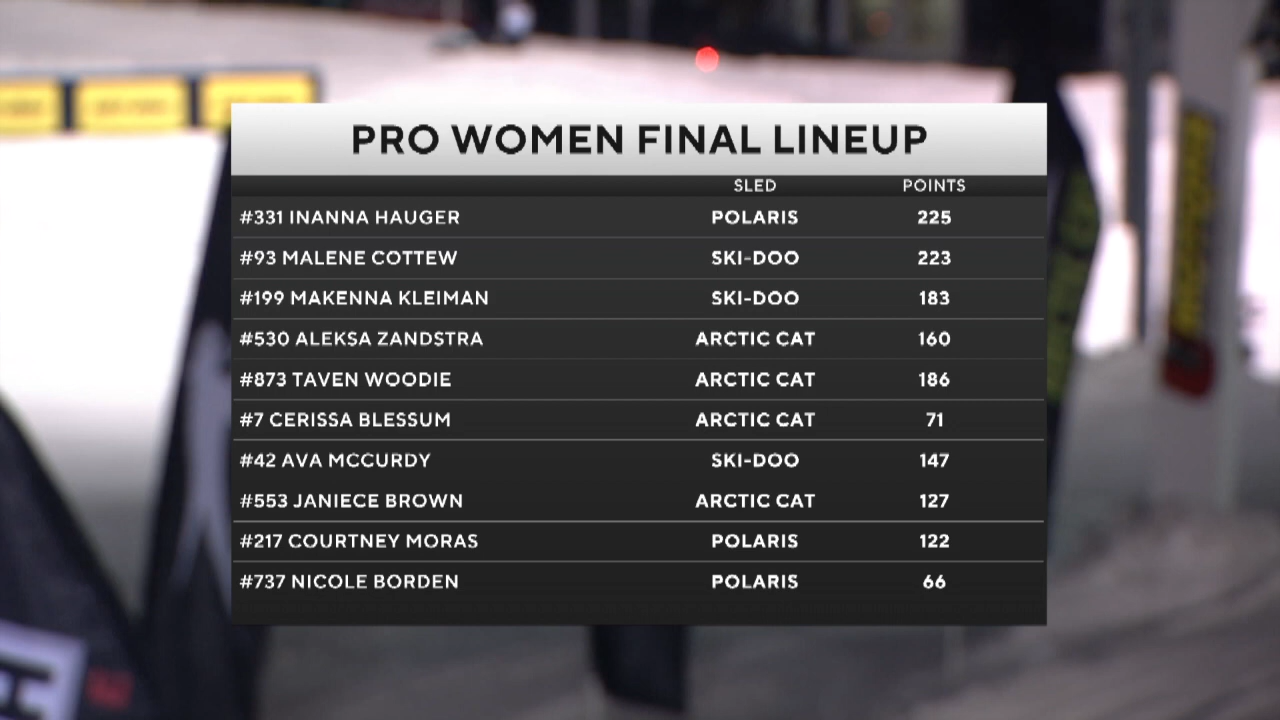 PRO WOMEN FINAL LINEUP
SLED POINTS
#331 INANNA HAUGER POLARIS 225
#93 MALENE COTTEW SKI-DOO 223
#199 MAKENNA KLEIMAN SKI-DOO 183
#530 ALEKSA ZANDSTRA ARCTIC CAT 160
#873 TAVEN WOODIE ARCTIC CAT 186
#7 CERISSA BLESSUM ARCTIC CAT 71
#42 AVA MCCURDY SKI-DOO 147
#553 JANIECE BROWN ARCTIC CAT 127
#217 COURTNEY MORAS POLARIS 122
#737 NICOLE BORDEN POLARIS 66